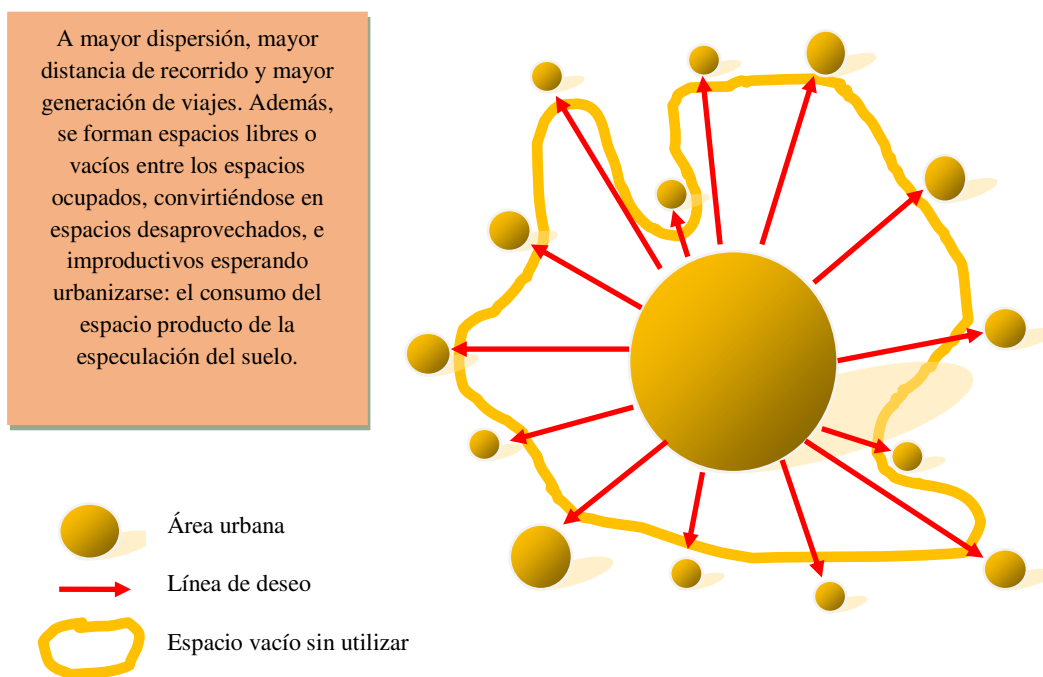 A mayor dispersión, mayor
distancia de recorrido y mayor
generación de viajes. Además,
se forman espacios libres o
vacíos entre los espacios
ocupados, convirtiéndose en
espacios desaprovechados, e
improductivos esperando
urbanizarse: el consumo del
espacio producto de la
especulación del suelo.
Área urbana
Línea de deseo
Espacio vacío sin utilizar